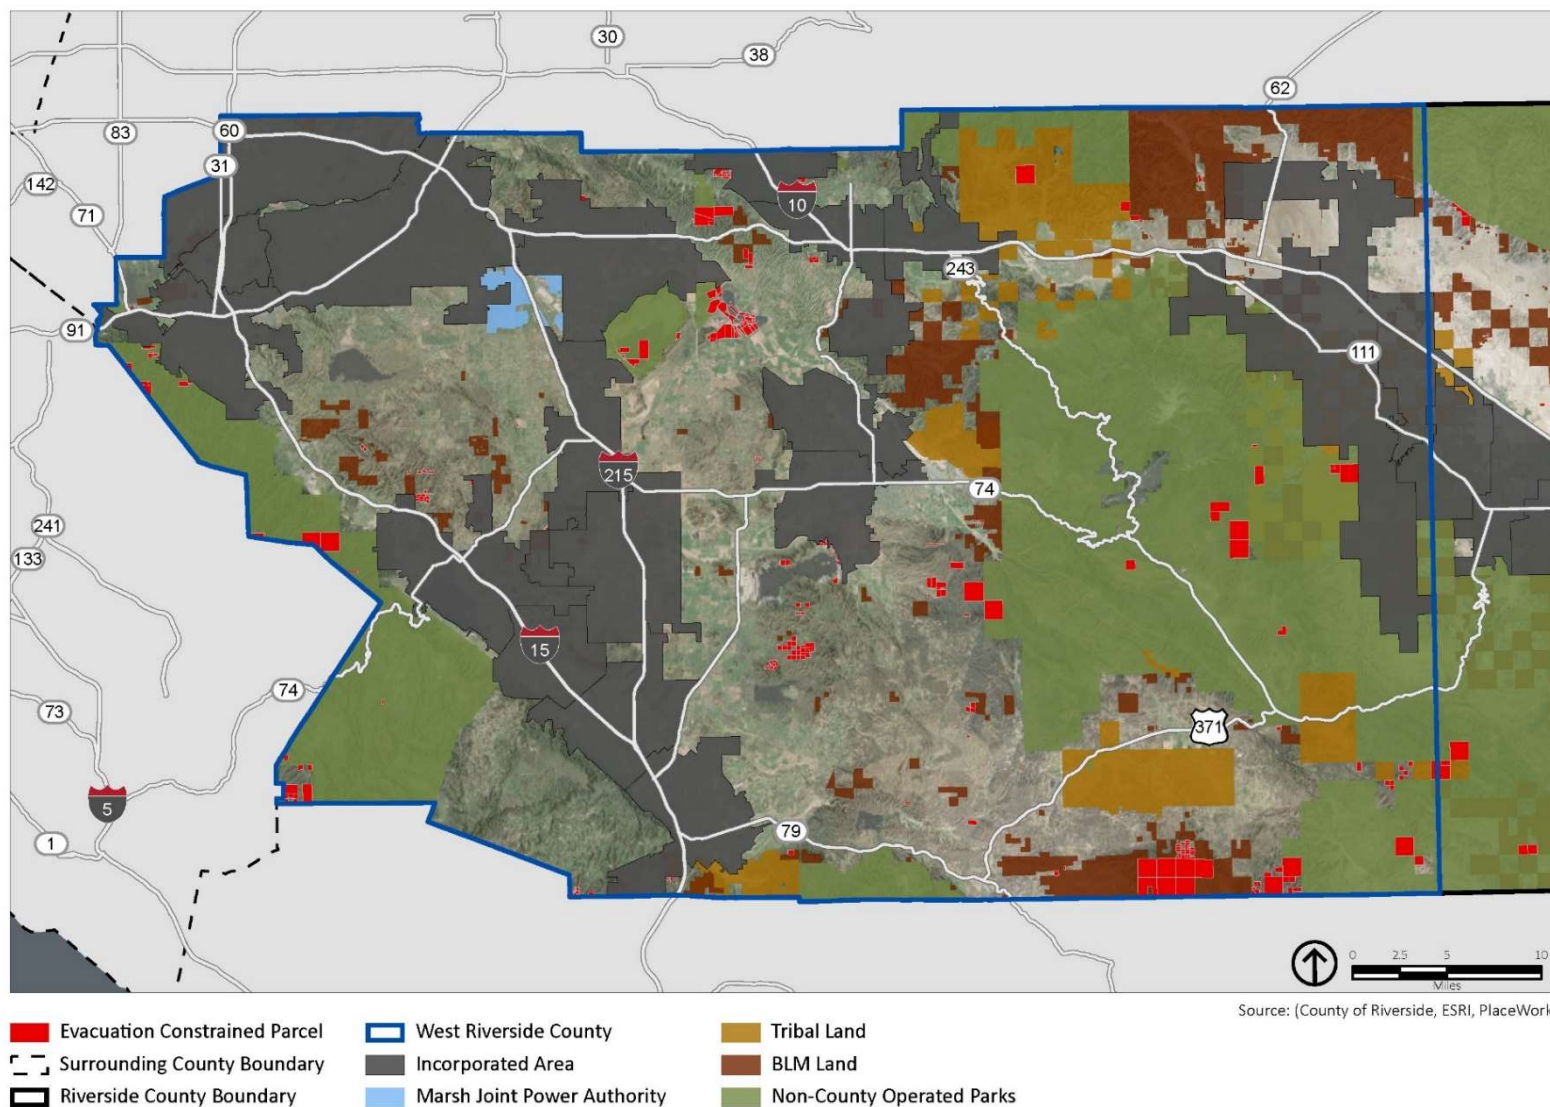 30
38
62
83
60
31
142
71
10
243
91
111
215
74
241
133
15
74
73
371
5
1
79
0 2.5 5 10
Miles
Source: (County of Riverside, ESRI, PlaceWork
Evacuation Constrained Parcel
West Riverside County
Tribal Land
Surrounding County Boundary
Incorporated Area
BLM Land
Riverside County Boundary
Marsh Joint Power Authority
Non-County Operated Parks